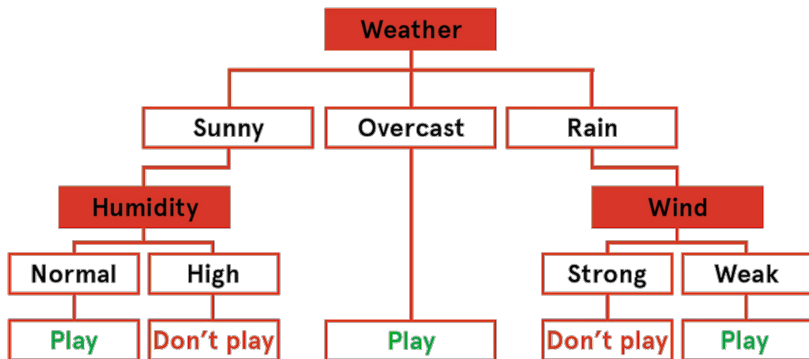 Weather
Sunny
Overcast
Rain
Humidity
Wind
Normal
High
Strong
Weak
Play
Don't play
Play
Don't play
Play